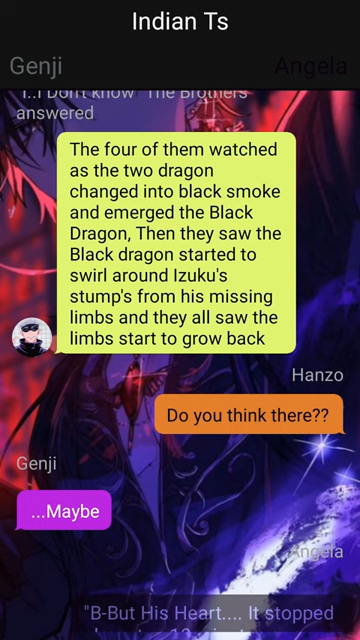 Indian Ts
Genji
Angela
"I..I Don't know" The Brothers
answered
The four of them watched
as the two dragon
changed into black smoke
and emerged the Black
Dragon, Then they saw the
Black dragon started to
swirl around Izuku's
stump's from his missing
limbs and they all saw the
limbs start to grow back
Hanzo
Do you think there??
Genji
...Maybe
Angela
"B-But His Heart.... It stopped